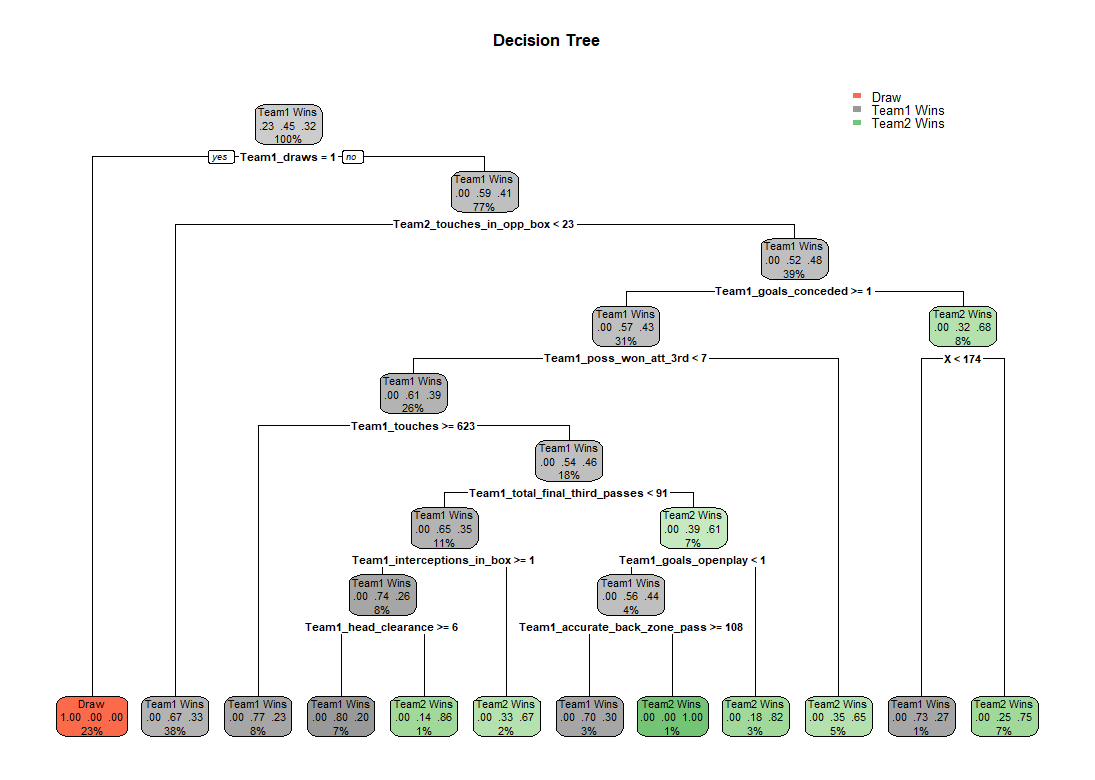 Decision Tree
Draw
Team1 Wins
Team2 Wins
Team1 Wins
.23 .45 .32
100%
yes Team1_draws = 1 no
Team1 Wins
.00 .59 .41
77%
Team2_touches_in_opp_box < 23
Team1 Wins
.00 .52 .48
39%
Team1_goals_conceded >= 1
Team1 Wins
.00 .57 .43
31%
Team2 Wins
.00 .32 .68
8%
Team1_poss_won_att_3rd < 7
X < 174
Team1 Wins
.00 .61 .39
26%
Team1_touches >= 623
Team1 Wins
.00 .54 .46
18%
Team1_total_final_third_passes < 91
Team1 Wins
.00 .65 .35
11%
Team2 Wins
.00 .39 .61
7%
Team1_interceptions_in_box >= 1
Team1_goals_openplay < 1
Team1 Wins
.00 .74 .26
8%
Team1 Wins
.00 .56 .44
4%
Team1_head_clearance >= 6
Team1_accurate_back_zone_pass >= 108
Draw
1.00 .00 .00
23%
Team1 Wins
.00 .67 .33
38%
Team1 Wins
.00 .77 .23
8%
Team1 Wins
.00 .80 .20
7%
Team2 Wins
.00 .14 .86
1%
Team2 Wins
.00 .33 .67
2%
Team1 Wins
.00 .70 .30
3%
Team2 Wins
.00 .00 1.00
1%
Team2 Wins
.00 .18 .82
3%
Team2 Wins
.00 .35 .65
5%
Team1 Wins
.00 .73 .27
1%
Team2 Wins
.00 .25 .75
7%